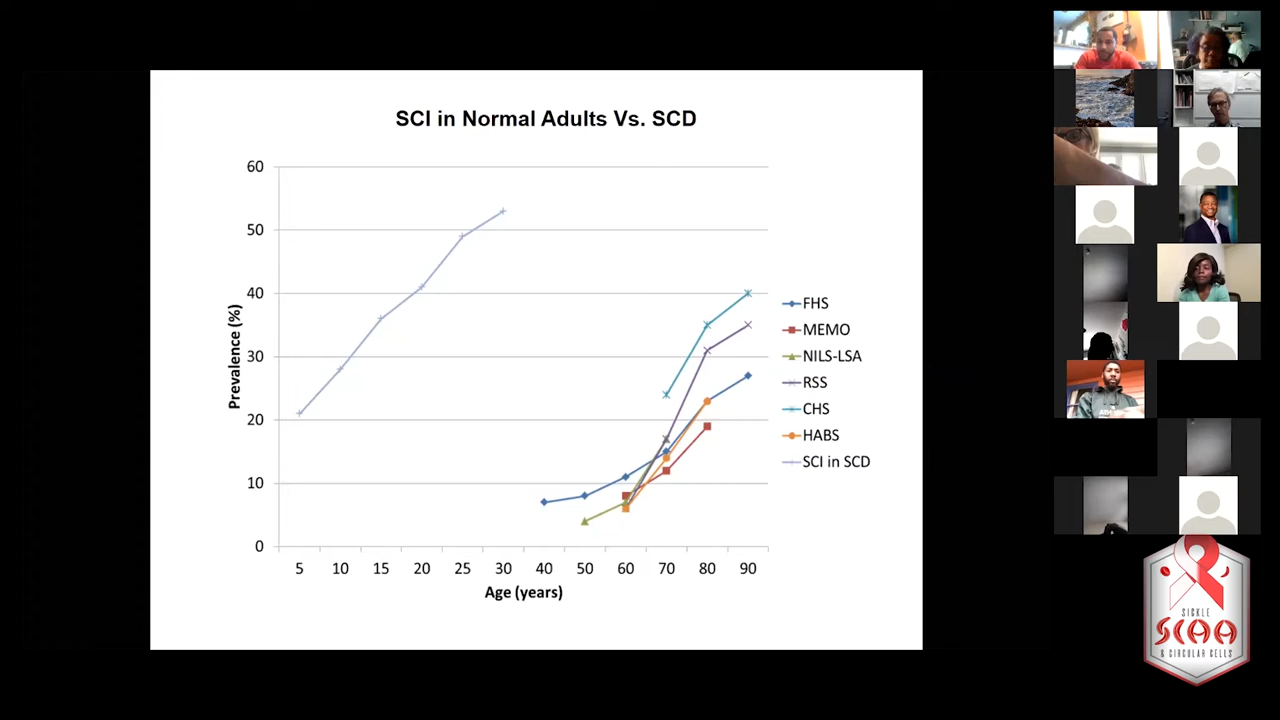 SCI in Normal Adults Vs. SCD
60
50
40
30
20
10
0
Prevalence (%)
5 10 15 20 25 30 40 50 60 70 80 90
Age (years)
FHS
MEMO
NILS-LSA
RSS
CHS
HABS
SCI in SCD
SICKLE
SCAA
& CIRCULAR CELLS